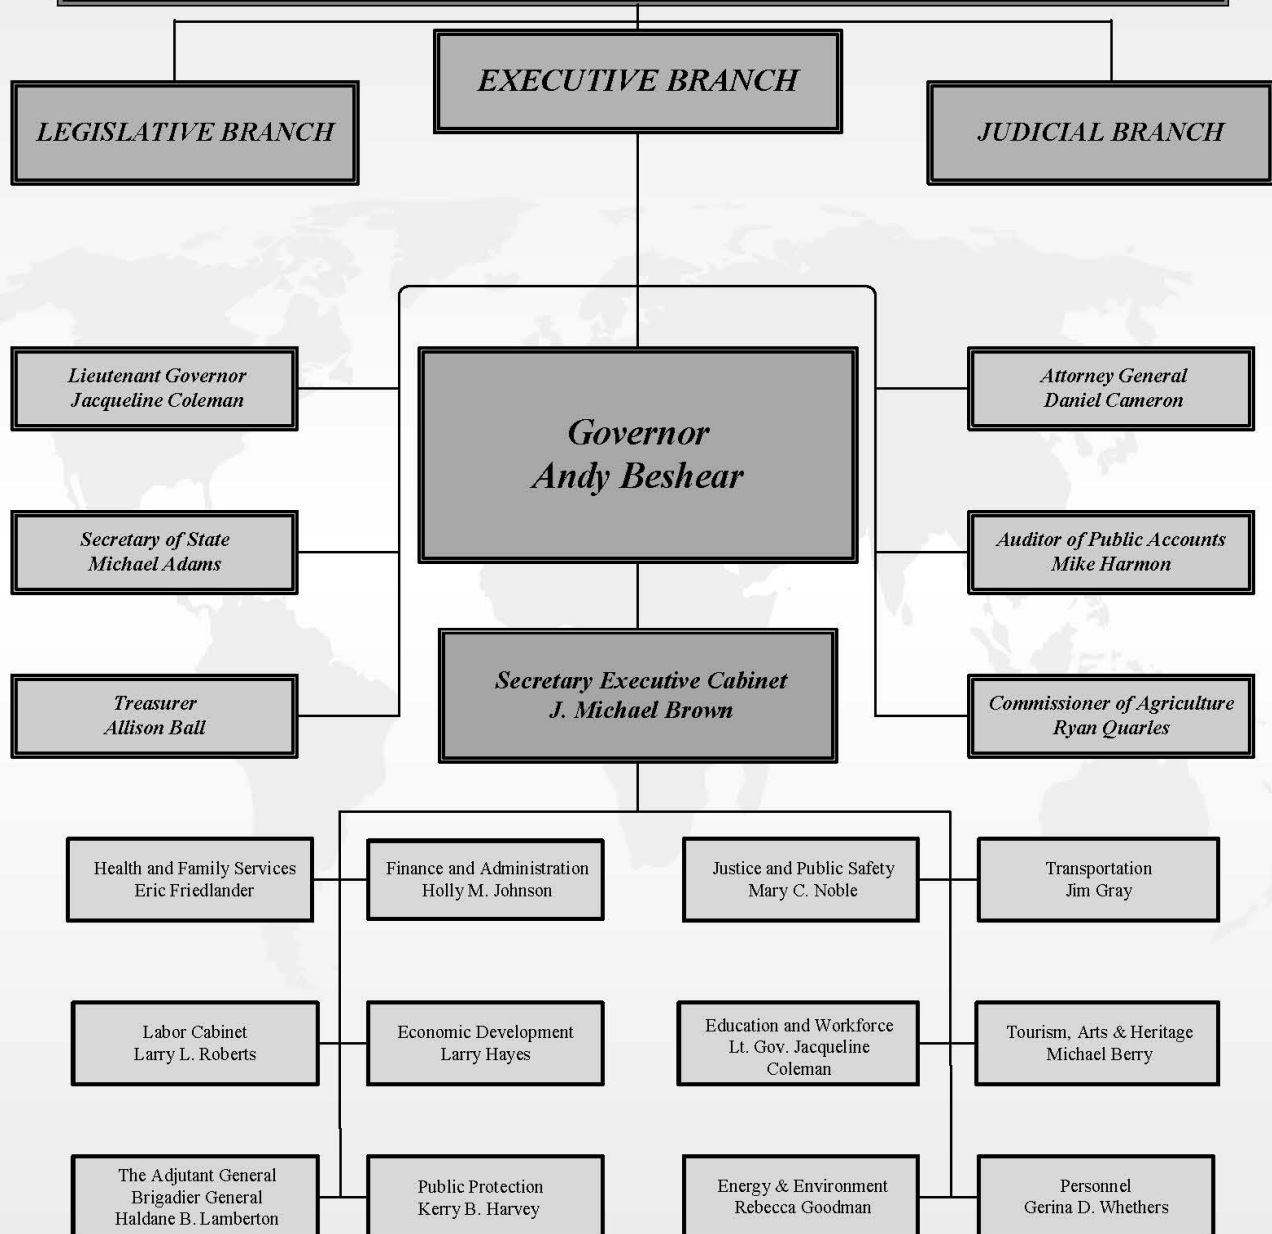 EXECUTIVE BRANCH
LEGISLATIVE BRANCH
JUDICIAL BRANCH
Lieutenant Governor
Jacqueline Coleman
Governor
Andy Beshear
Attorney General
Daniel Cameron
Secretary of State
Michael Adams
Auditor of Public Accounts
Mike Harmon
Secretary Executive Cabinet
J. Michael Brown
Treasurer
Allison Ball
Commissioner of Agriculture
Ryan Quarles
Health and Family Services
Eric Friedlander
Finance and Administration
Holly M. Johnson
Justice and Public Safety
Mary C. Noble
Transportation
Jim Gray
Labor Cabinet
Larry L. Roberts
Economic Development
Larry Hayes
Education and Workforce
Lt. Gov. Jacqueline
Coleman
Tourism, Arts & Heritage
Michael Berry
The Adjutant General
Brigadier General
Haldane B. Lamberton
Public Protection
Kerry B. Harvey
Energy & Environment
Rebecca Goodman
Personnel
Gerina D. Whethers